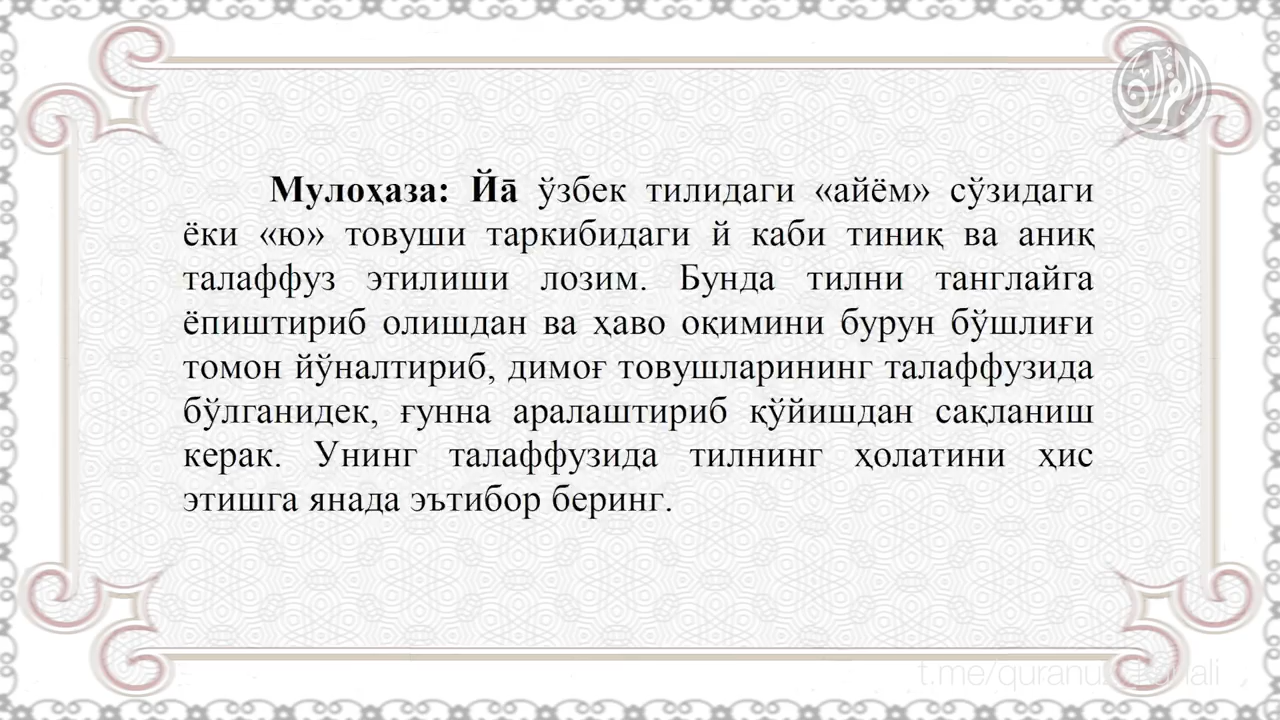 Мулоҳаза: Йā ўзбек тилидаги «айём» сўзидаги
ёки «ю» товуши таркибидаги й каби тиниқ ва аниқ
талаффуз этилиши лозим. Бунда тилни танглайга
ёпиштириб олишдан ва ҳаво оқимини бурун бўшлиғи
томон йўналтириб, димоғ товушларининг талаффузида
бўлганидек, ғунна аралаштириб қўйишдан сақланиш
керак. Унинг талаффузида тилнинг ҳолатини ҳис
этишга янада эътибор беринг.
القرآن